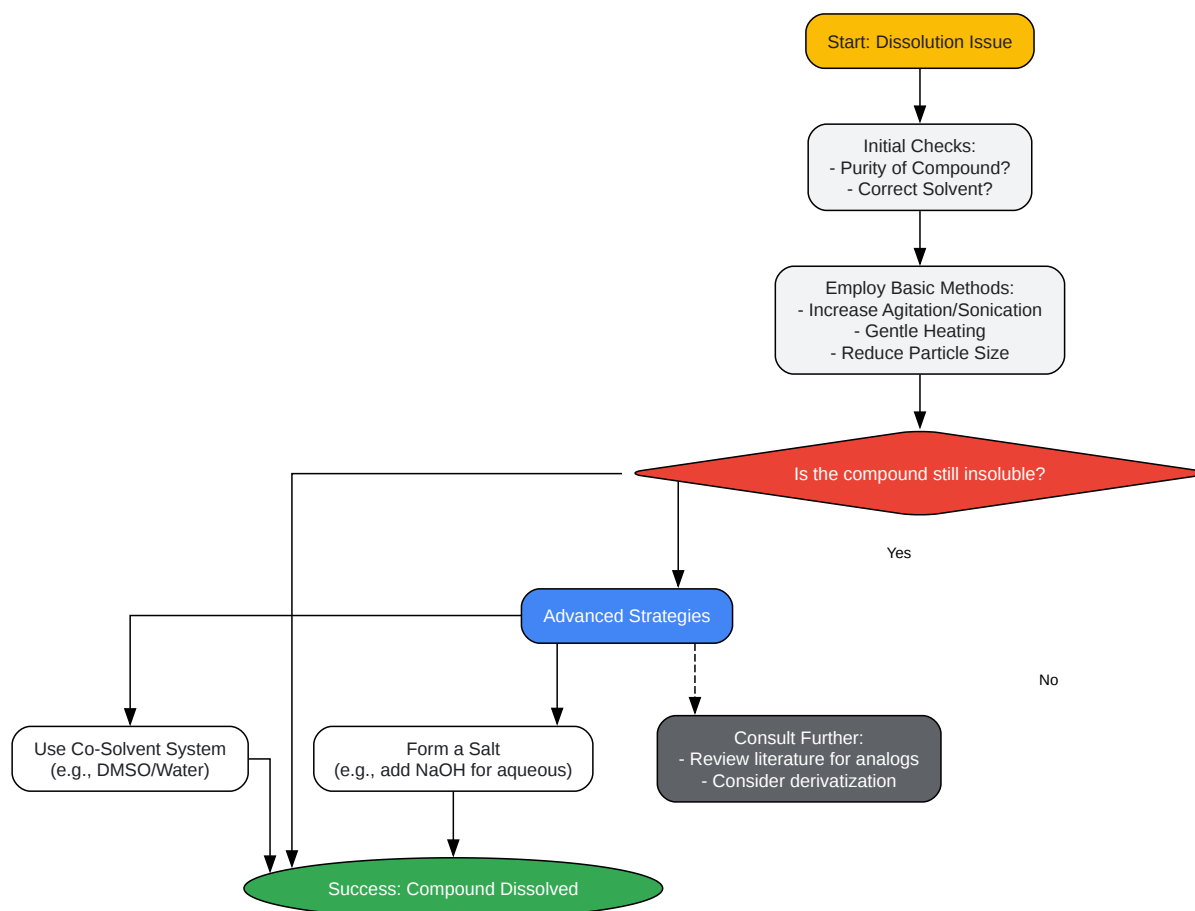 Start: Dissolution Issue
Initial Checks:
- Purity of Compound?
- Correct Solvent?
Employ Basic Methods:
- Increase Agitation/Sonication
- Gentle Heating
- Reduce Particle Size
Is the compound still insoluble?
Yes
Advanced Strategies
No
Use Co-Solvent System
(e.g., DMSO/Water)
Form a Salt
(e.g., add NaOH for aqueous)
Consult Further:
- Review literature for analogs
- Consider derivatization
Success: Compound Dissolved